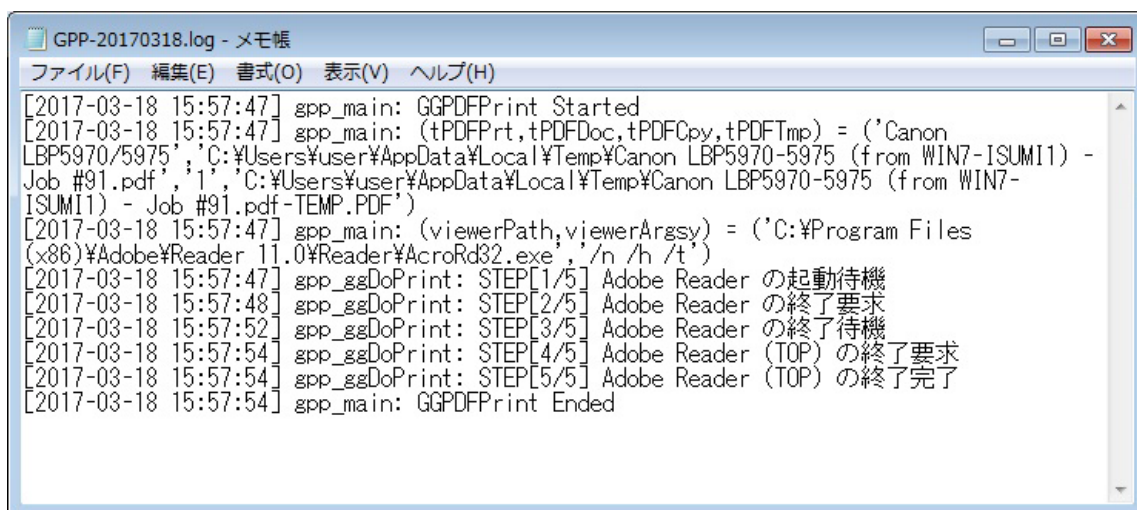 GPP-20170318.log - メモ帳
ファイル(F) 編集(E) 書式(O) 表示(V) ヘルプ(H)
[2017-03-18 15:57:47] gpp_main: GGPDFPrint Started
[2017-03-18 15:57:47] gpp_main: (tPDFPrt,tPDFDoc,tPDFCpy,tPDFTmp) = ('Canon
LBP5970/5975','C:¥Users¥user¥AppData¥Local¥Temp¥Canon LBP5970-5975 (from WIN7-ISUMI1) -
Job #91.pdf','1','C:¥Users¥user¥AppData¥Local¥Temp¥Canon LBP5970-5975 (from WIN7-
ISUMI1) - Job #91.pdf-TEMP.PDF')
[2017-03-18 15:57:47] gpp_main: (viewerPath,viewerArgsy) = ('C:¥Program Files
(x86)¥Adobe¥Reader 11.0¥Reader¥AcroRd32.exe','/n /h /t')
[2017-03-18 15:57:47] gpp_ggDoPrint: STEP[1/5] Adobe Reader の起動待機
[2017-03-18 15:57:48] gpp_ggDoPrint: STEP[2/5] Adobe Reader の終了要求
[2017-03-18 15:57:52] gpp_ggDoPrint: STEP[3/5] Adobe Reader の終了待機
[2017-03-18 15:57:54] gpp_ggDoPrint: STEP[4/5] Adobe Reader (TOP) の終了要求
[2017-03-18 15:57:54] gpp_ggDoPrint: STEP[5/5] Adobe Reader (TOP) の終了完了
[2017-03-18 15:57:54] gpp_main: GGPDFPrint Ended